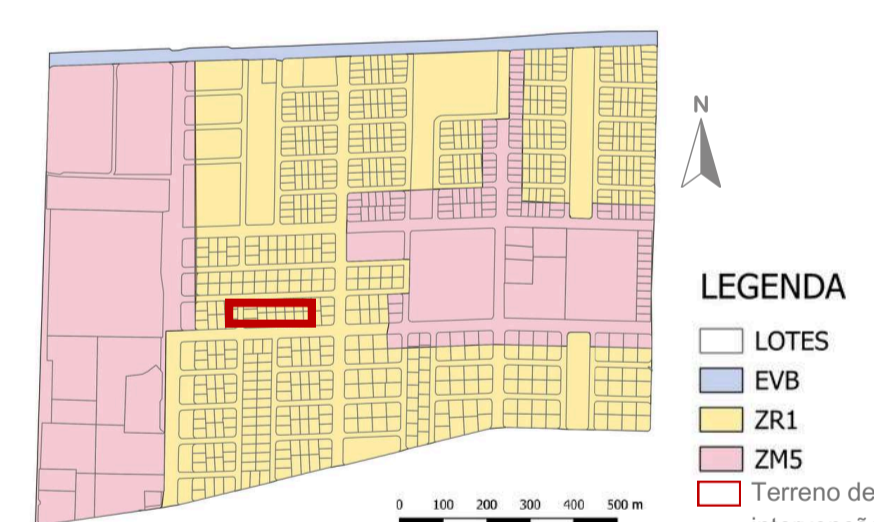 N
LEGENDA
LOTES
EVB
ZR1
ZM5
Terreno de
0 100 200 300 400 500 m